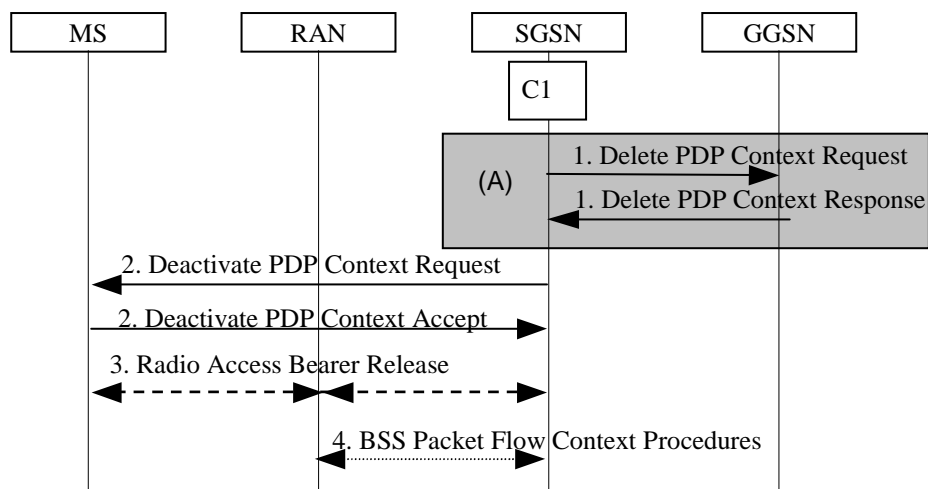 MS
RAN
SGSN
GGSN
C1
(A)
1. Delete PDP Context Request
1. Delete PDP Context Response
2. Deactivate PDP Context Request
2. Deactivate PDP Context Accept
3. Radio Access Bearer Release
4. BSS Packet Flow Context Procedures